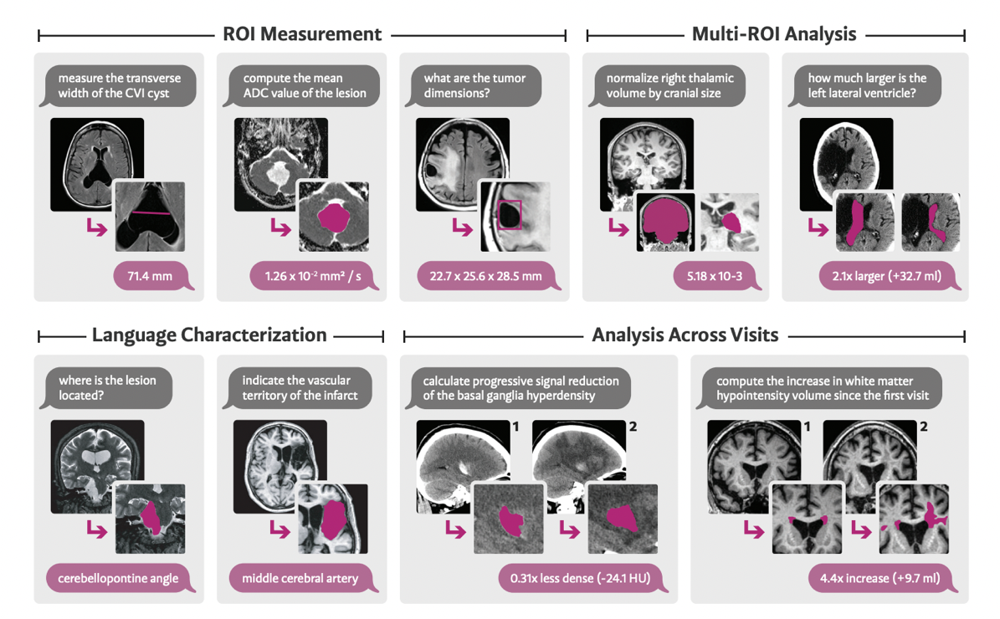 ROI Measurement
Multi-ROI Analysis
measure the transverse
width of the CVI cyst
71.4 mm
compute the mean
ADC value of the lesion
1.26 x 10⁻² mm² / s
what are the tumor
dimensions?
22.7 x 25.6 x 28.5 mm
normalize right thalamic
volume by cranial size
5.18 x 10-3
how much larger is the
left lateral ventricle?
2.1x larger (+32.7 ml)
Language Characterization
Analysis Across Visits
where is the lesion
located?
cerebellopontine angle
indicate the vascular
territory of the infarct
middle cerebral artery
calculate progressive signal reduction
of the basal ganglia hyperdensity
1
2
0.31x less dense (-24.1 HU)
compute the increase in white matter
hypointensity volume since the first visit
1
2
4.4x increase (+9.7 ml)